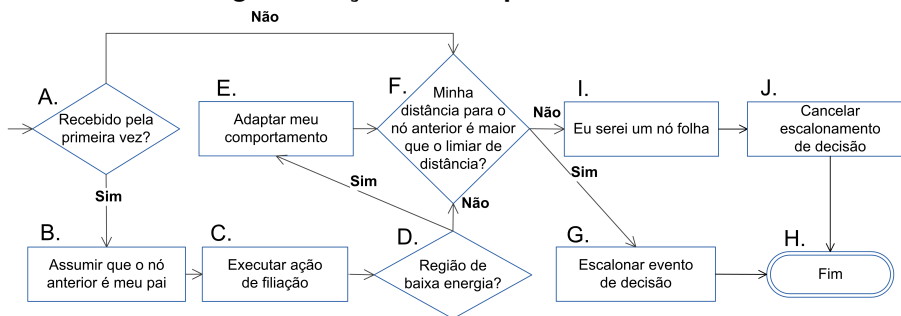 Não
A.
Recebido pela
primeira vez?
Sim
B.
Assumir que o nó
anterior é meu pai
C.
Executar ação
de filiação
D.
Região de
baixa energia?
Sim
Não
E.
Adaptar meu
comportamento
F.
Minha
distância para o
nó anterior é maior
que o limiar de
distância?
Não
Sim
G.
Escalonar evento
de decisão
H.
Fim
I.
Eu serei um nó folha
J.
Cancelar
escalonamento
de decisão